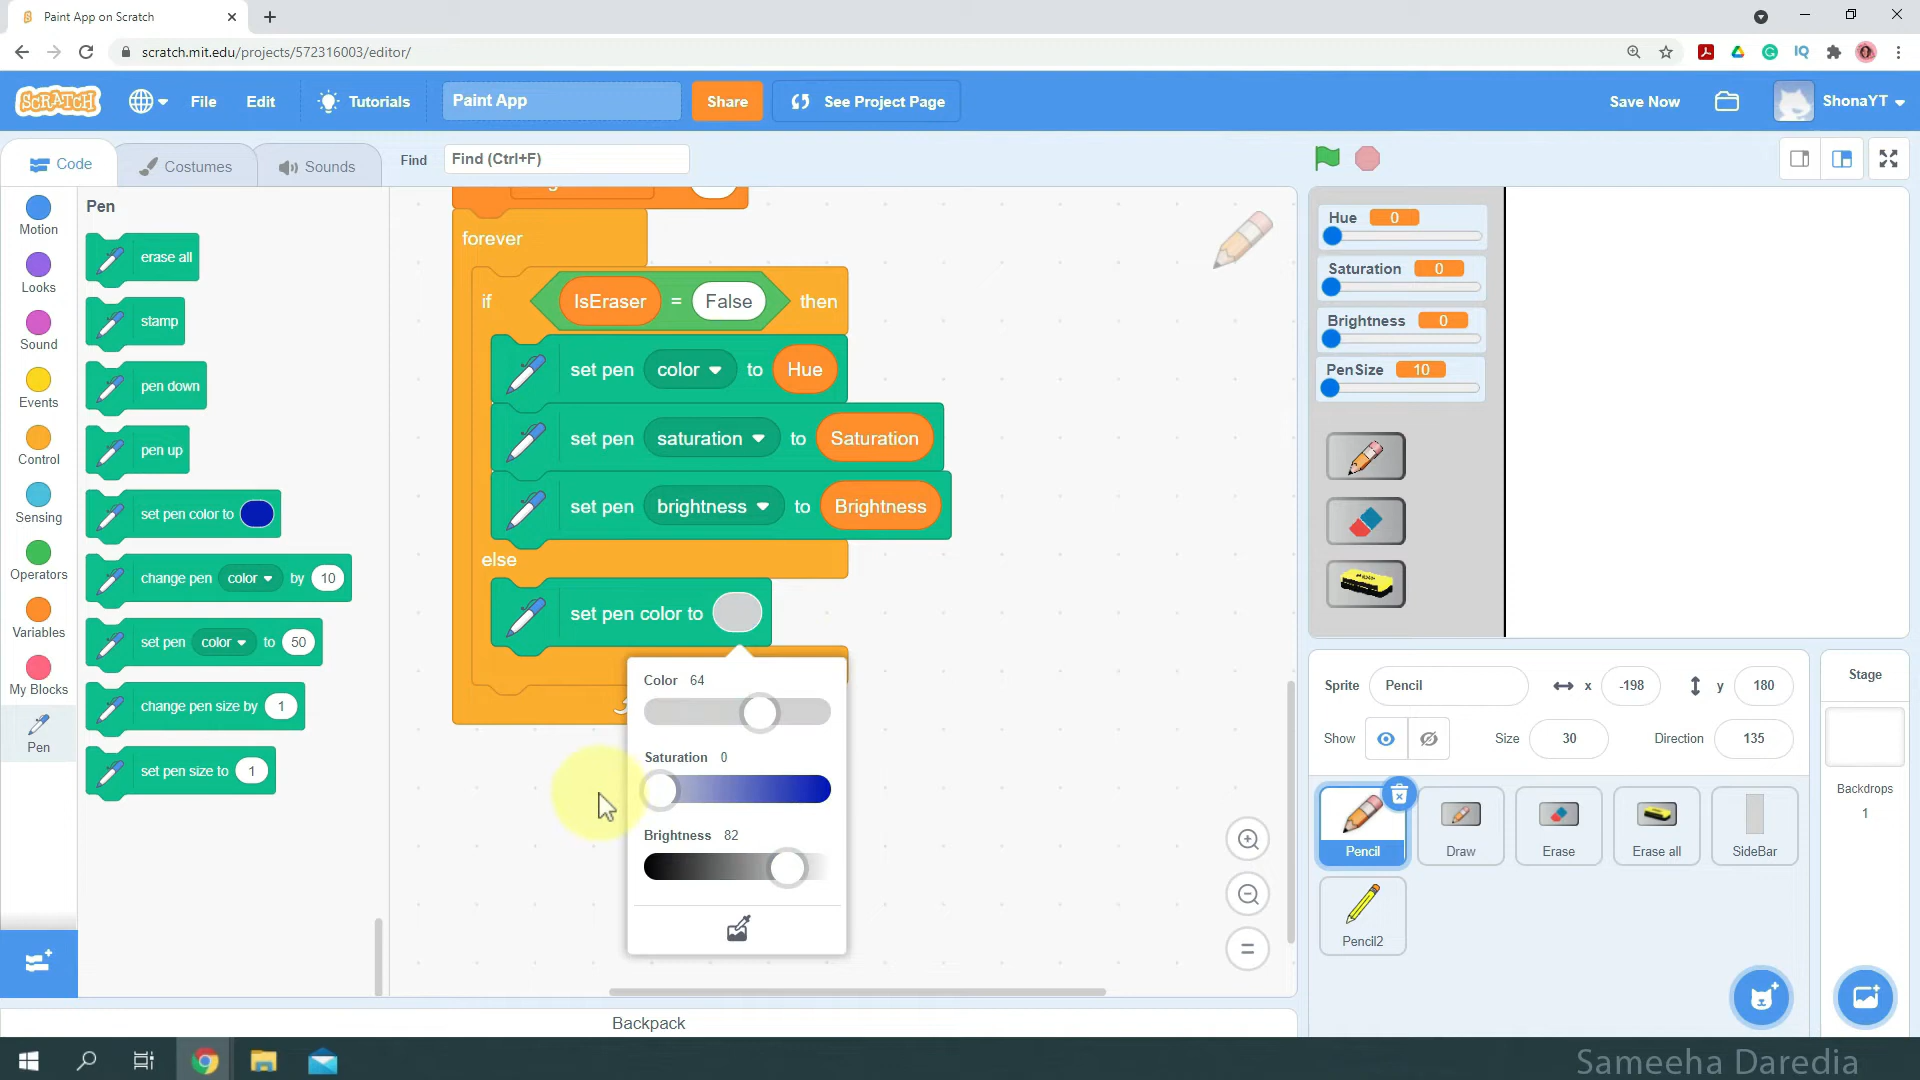 Paint App on Scratch
scratch.mit.edu/projects/572316003/editor/
SCRATCH
File
Edit
Tutorials
Paint App
Share
See Project Page
Save Now
ShonaYT
Code
Costumes
Sounds
Find
Find (Ctrl+F)
Motion
Looks
Sound
Events
Control
Sensing
Operators
Variables
My Blocks
Pen
Pen
erase all
stamp
pen down
pen up
set pen color to
change pen color by 10
set pen color to 50
change pen size by 1
set pen size to 1
forever
if IsEraser = False then
set pen color to Hue
set pen saturation to Saturation
set pen brightness to Brightness
else
set pen color to
Color 64
Saturation 0
Brightness 82
Backpack
Hue 0
Saturation 0
Brightness 0
PenSize 10
Sprite Pencil x -198 y 180
Show Size 30 Direction 135
Pencil
Draw
Erase
Erase all
SideBar
Pencil2
Stage
Backdrops
1
Sameeha Daredia